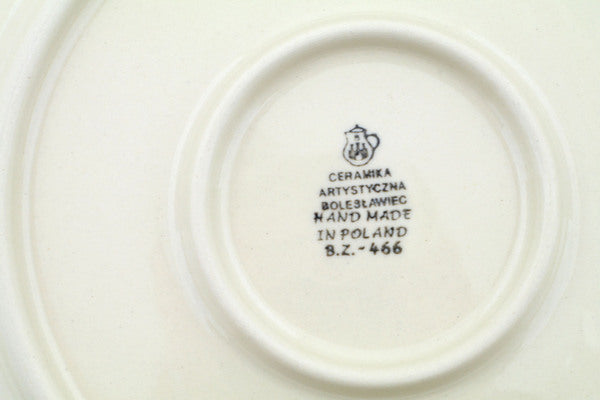 CERAMIKA
ARTYSTYCZNA
BOLESŁAWIEC
HAND MADE
IN POLAND
B.Z.-466